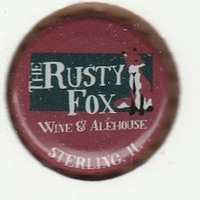 THE
RUSTY
FOX
WINE & ALEHOUSE
STERLING, IL